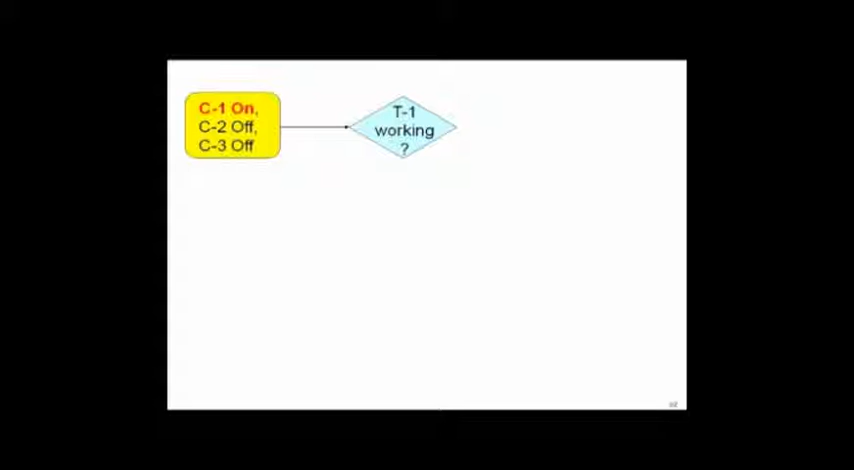 C-1 On,
C-2 Off,
C-3 Off
T-1
working
?